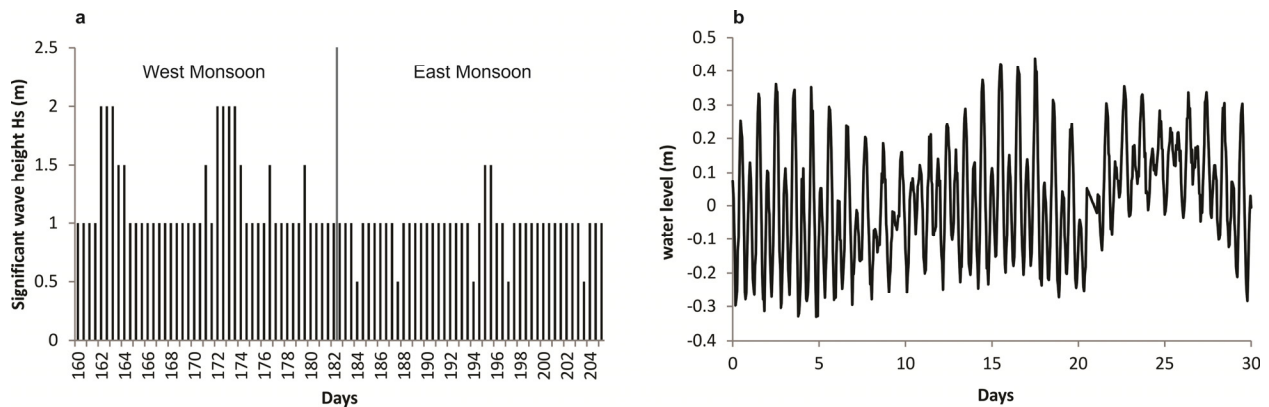 a
2.5
2
1.5
1
0.5
0
Significant wave height Hs (m)
West Monsoon
East Monsoon
160 162 164 166 168 170 172 174 176 178 180 182 184 186 188 190 192 194 196 198 200 202 204
Days
b
0.5
0.4
0.3
0.2
0.1
0
-0.1
-0.2
-0.3
-0.4
water level (m)
0 5 10 15 20 25 30
Days